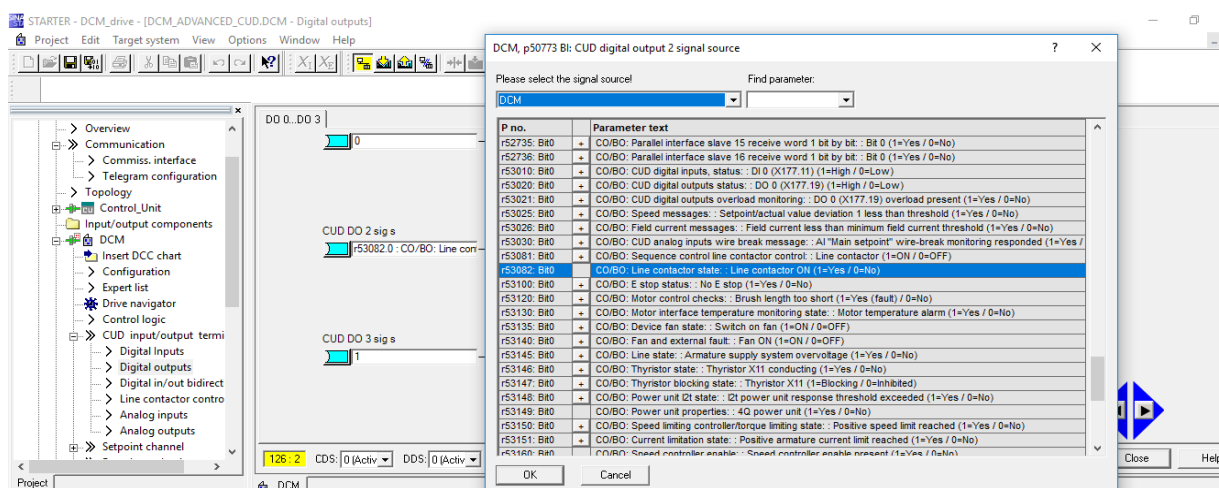 STARTER - DCM_drive - [DCM_ADVANCED_CUD.DCM - Digital outputs]
Project Edit Target system View Options Window Help
DCM, p50773 BI: CUD digital output 2 signal source
? X
Please select the signal source!
Find parameter:
DCM
P no. Parameter text
r52735: Bit0 + CO/BO: Parallel interface slave 15 receive word 1 bit by bit: : Bit 0 (1=Yes / 0=No)
r52736: Bit0 + CO/BO: Parallel interface slave 16 receive word 1 bit by bit: : Bit 0 (1=Yes / 0=No)
r53010: Bit0 + CO/BO: CUD digital inputs, status: : DI 0 (X177.11) (1=High / 0=Low)
r53020: Bit0 + CO/BO: CUD digital outputs status: : DO 0 (X177.19) (1=High / 0=Low)
r53021: Bit0 + CO/BO: CUD digital outputs overload monitoring: : DO 0 (X177.19) overload present (1=Yes / 0=No)
r53025: Bit0 + CO/BO: Speed messages: : Setpoint/actual value deviation 1 less than threshold (1=Yes / 0=No)
r53026: Bit0 + CO/BO: Field current messages: : Field current less than minimum field current threshold (1=Yes / 0=No)
r53030: Bit0 + CO/BO: CUD analog inputs wire break message: : AI "Main setpoint" wire-break monitoring responded (1=Yes /
r53081: Bit0 + CO/BO: Sequence control line contactor control: : Line contactor (1=ON / 0=OFF)
r53082: Bit0 CO/BO: Line contactor state: : Line contactor ON (1=Yes / 0=No)
r53100: Bit0 + CO/BO: E stop status: : No E stop (1=Yes / 0=No)
r53120: Bit0 + CO/BO: Motor control checks: : Brush length too short (1=Yes (fault) / 0=No)
r53130: Bit0 + CO/BO: Motor interface temperature monitoring state: : Motor temperature alarm (1=Yes / 0=No)
r53135: Bit0 + CO/BO: Device fan state: : Switch on fan (1=ON / 0=OFF)
r53140: Bit0 + CO/BO: Fan and external fault: : Fan ON (1=ON / 0=OFF)
r53145: Bit0 + CO/BO: Line state: : Armature supply system overvoltage (1=Yes / 0=No)
r53146: Bit0 + CO/BO: Thyristor state: : Thyristor X11 conducting (1=Yes / 0=No)
r53147: Bit0 + CO/BO: Thyristor blocking state: : Thyristor X11 (1=Blocking / 0=Inhibited)
r53148: Bit0 + CO/BO: Power unit I2t state: : I2t power unit response threshold exceeded (1=Yes / 0=No)
r53149: Bit0 CO/BO: Power unit properties: : 4Q power unit (1=Yes / 0=No)
r53150: Bit0 + CO/BO: Speed limiting controller/torque limiting state: : Positive speed limit reached (1=Yes / 0=No)
r53151: Bit0 + CO/BO: Current limitation state: : Positive armature current limit reached (1=Yes / 0=No)
r53160: Bit0 CO/BO: Speed controller enable: : Speed controller enable present (1=Yes / 0=No)
OK Cancel
Overview
Communication
Commiss. interface
Telegram configuration
Topology
Control_Unit
Input/output components
DCM
Insert DCC chart
Configuration
Expert list
Drive navigator
Control logic
CUD input/output termi
Digital Inputs
Digital outputs
Digital in/out bidirect
Line contactor contro
Analog inputs
Analog outputs
Setpoint channel
Project
DO 0...DO 3
0
CUD DO 2 sig s
r53082.0 : CO/BO: Line con
CUD DO 3 sig s
1
126 : 2 CDS: 0 (Activ DDS: 0 (Activ
DCM
Close Help